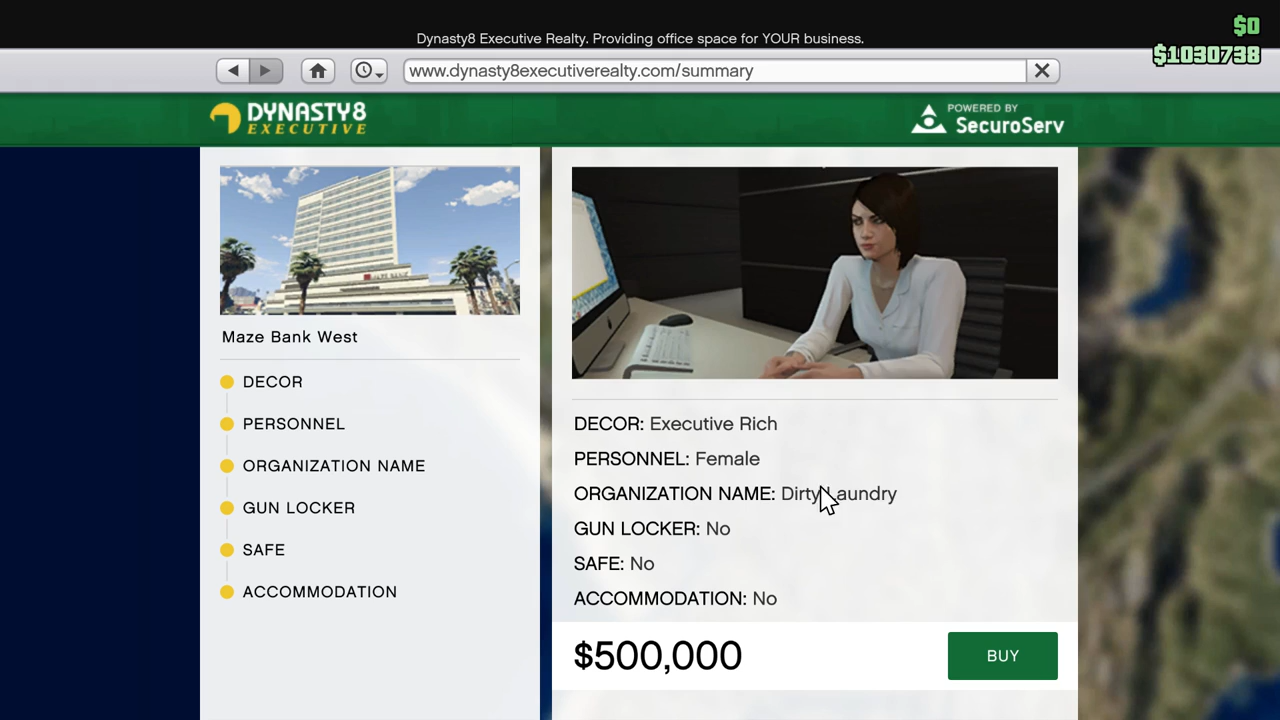 $0
Dynasty8 Executive Realty. Providing office space for YOUR business.
$1030738
www.dynasty8executiverealty.com/summary
DYNASTY8
EXECUTIVE
POWERED BY
SecuroServ
MAZE BANK
Maze Bank West
DECOR
PERSONNEL
ORGANIZATION NAME
GUN LOCKER
SAFE
ACCOMMODATION
DECOR: Executive Rich
PERSONNEL: Female
ORGANIZATION NAME: Dirty Laundry
GUN LOCKER: No
SAFE: No
ACCOMMODATION: No
$500,000
BUY